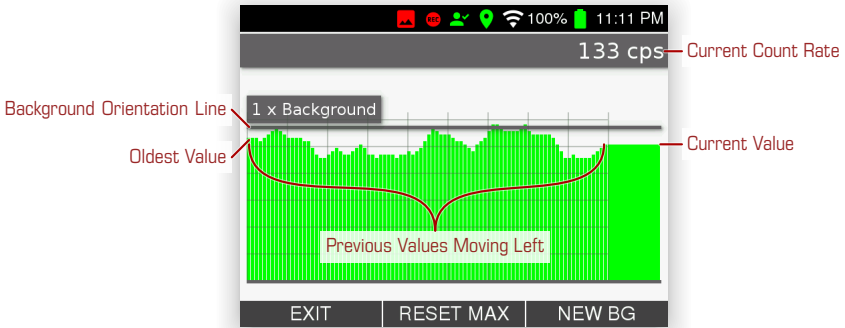 REC 100% 11:11 PM
133 cps
Current Count Rate
Background Orientation Line
1 x Background
Oldest Value
Current Value
Previous Values Moving Left
EXIT RESET MAX NEW BG